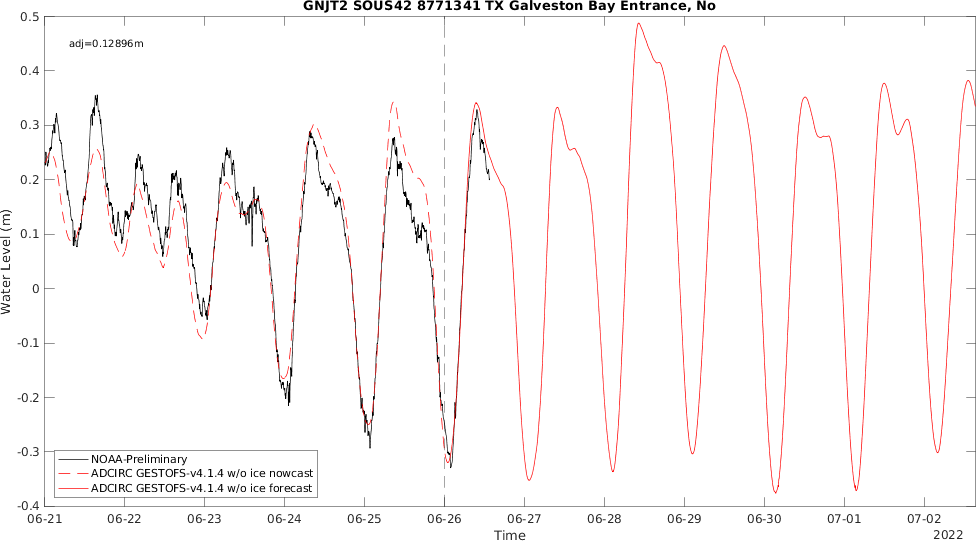 GNJT2 SOUS42 8771341 TX Galveston Bay Entrance, No
adj=0.12896m
0.5
0.4
0.3
0.2
0.1
0
-0.1
-0.2
-0.3
-0.4
Water Level (m)
NOAA-Preliminary
ADCIRC GESTOFS-v4.1.4 w/o ice nowcast
ADCIRC GESTOFS-v4.1.4 w/o ice forecast
06-21 06-22 06-23 06-24 06-25 06-26 06-27 06-28 06-29 06-30 07-01 07-02
Time
2022